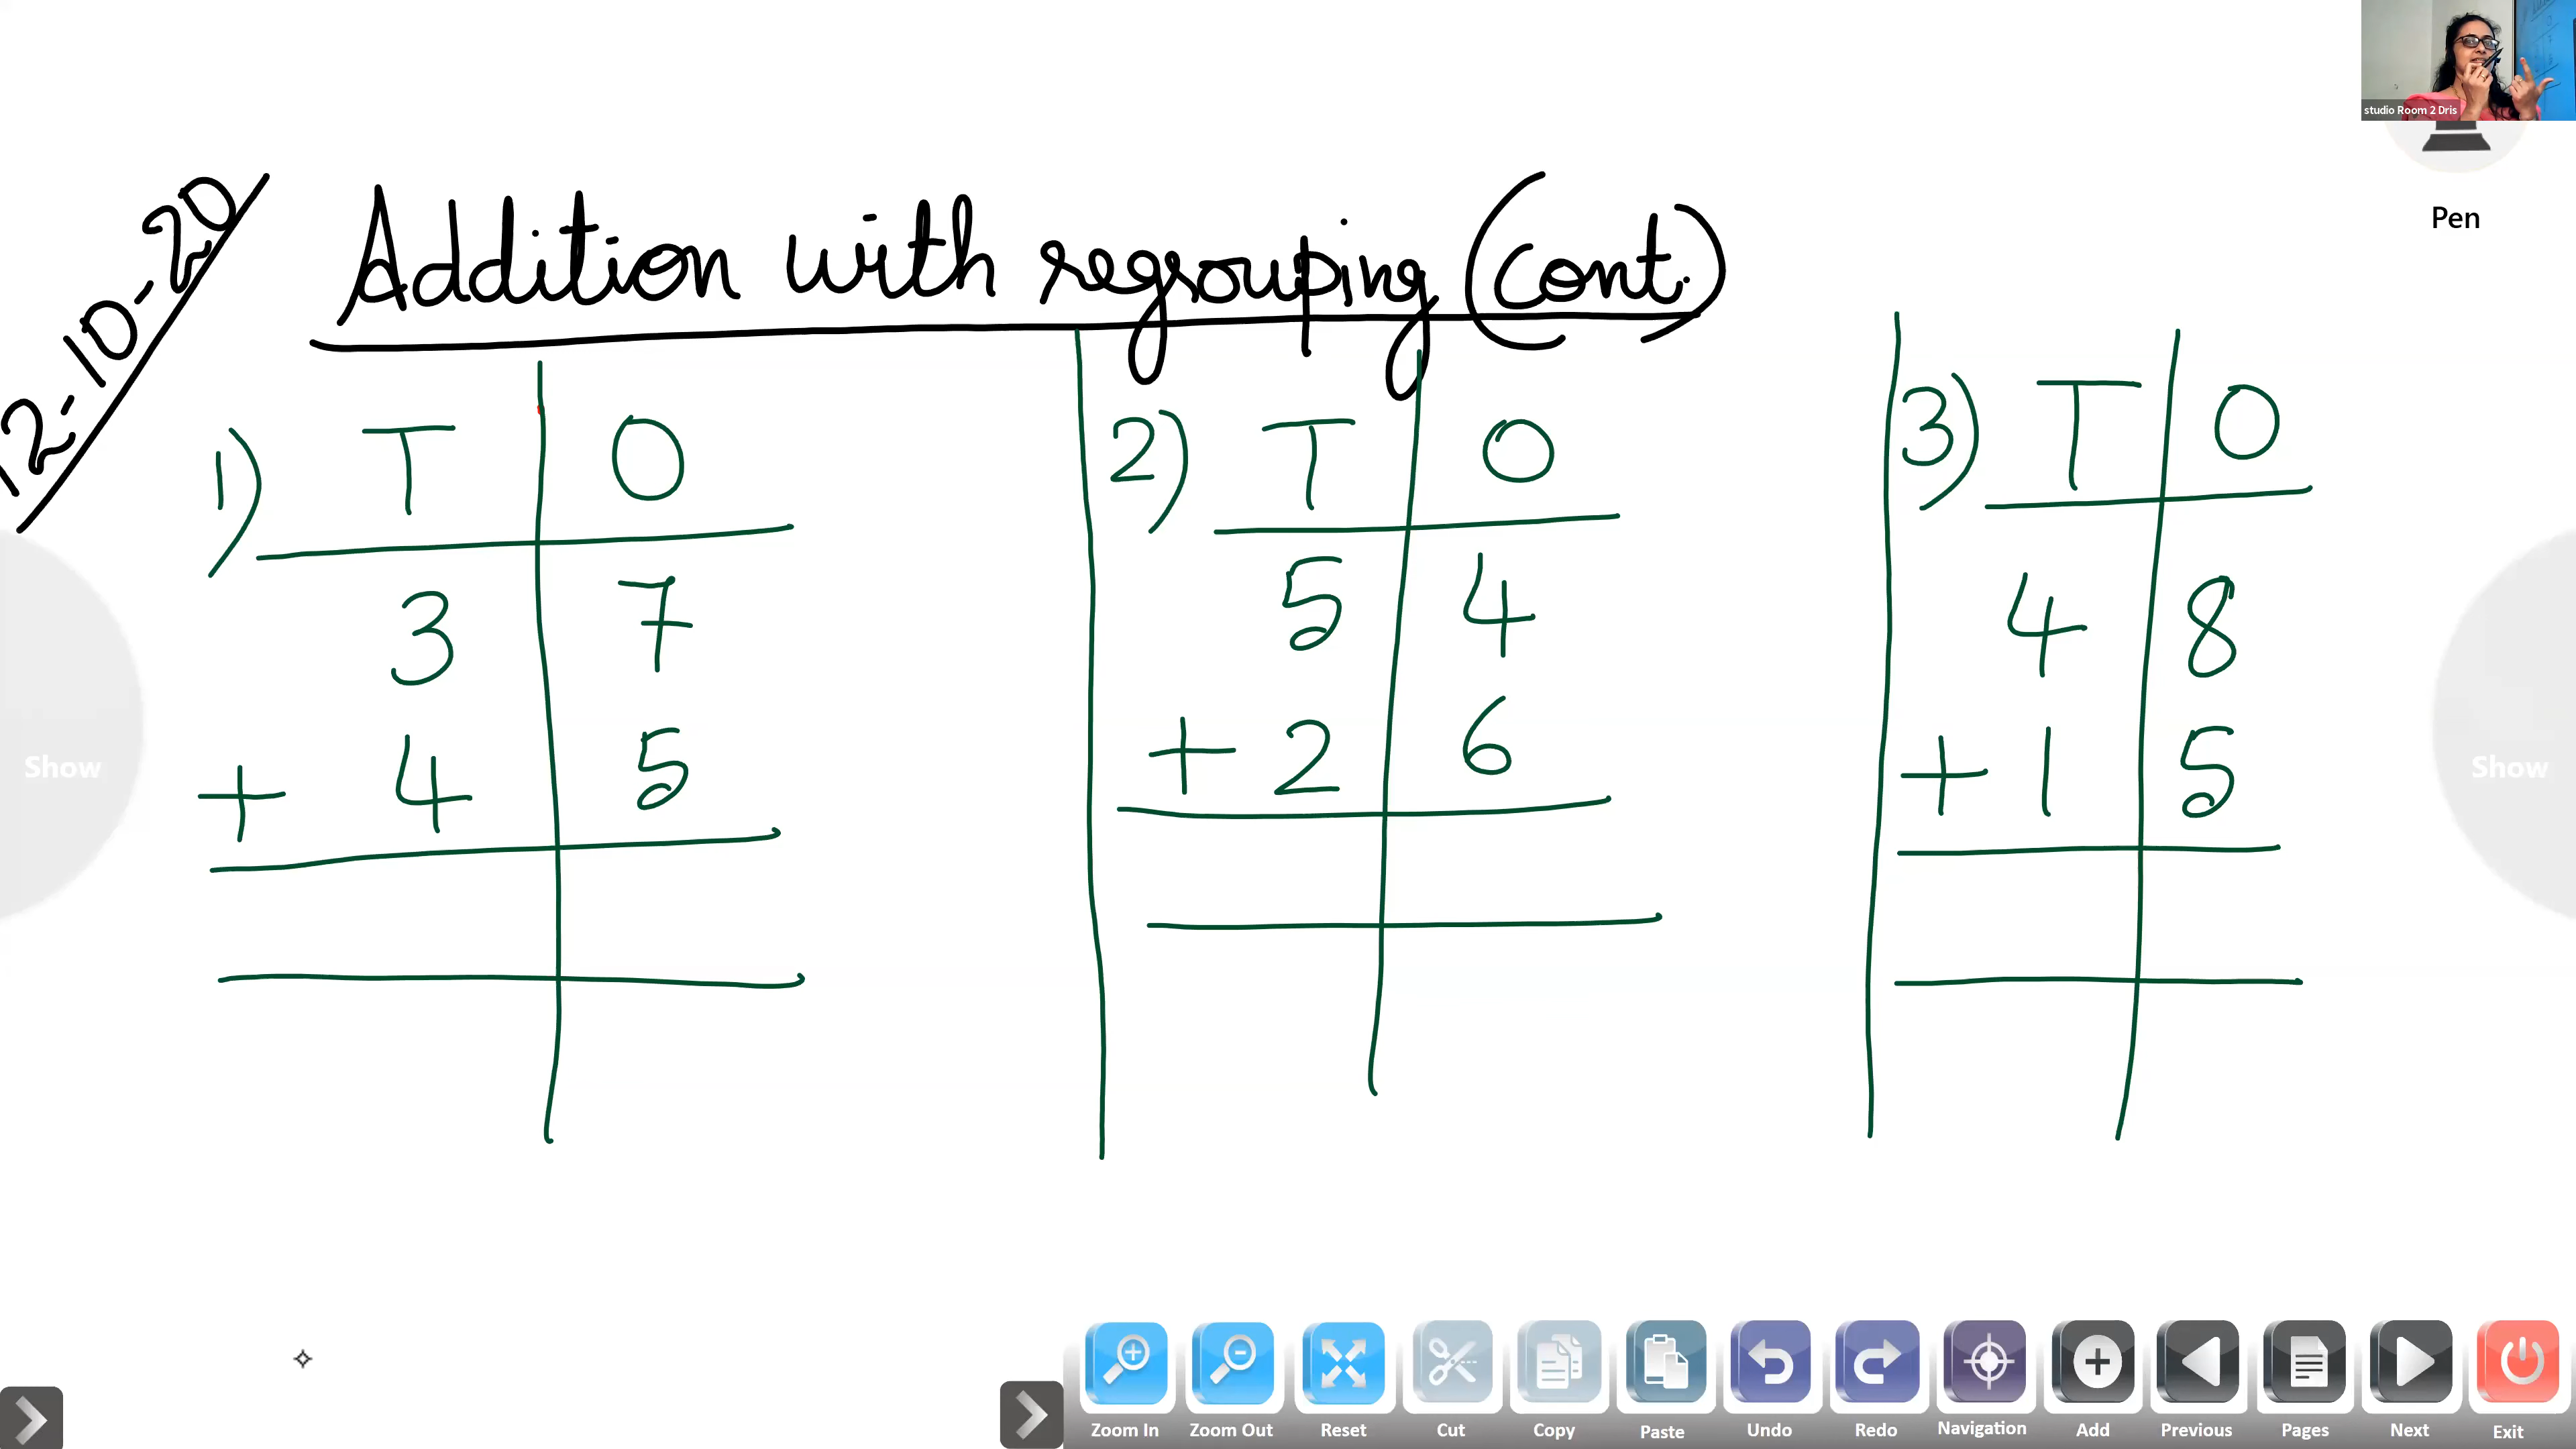 studio Room 2 Dris
Pen
12-10-20
Addition with regrouping (cont.)
1) T O
3 7
+ 4 5
2) T O
5 4
+ 2 6
3) T O
4 8
+ 1 5
Show
Show
Zoom In Zoom Out Reset Cut Copy Paste Undo Redo Navigation Add Previous Pages Next Exit